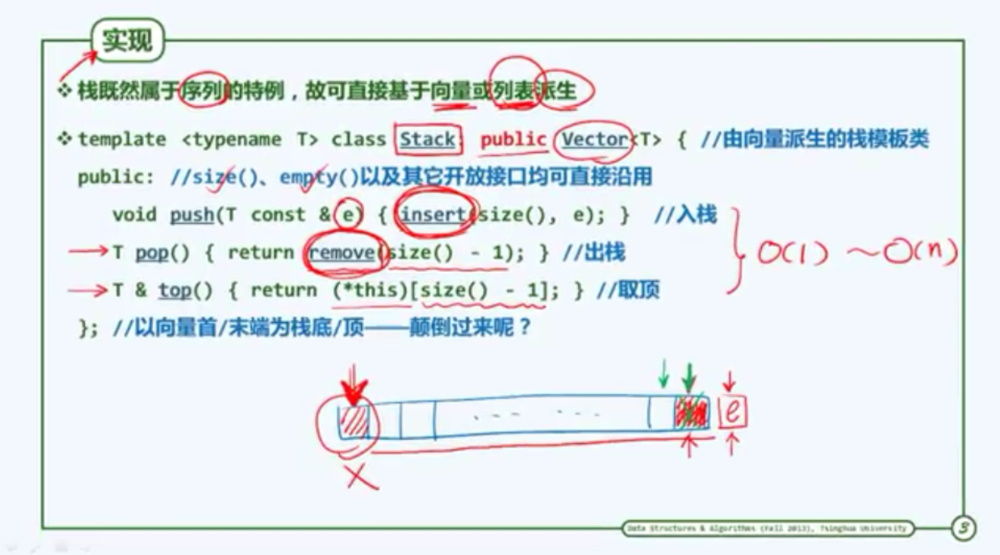 实现
❖ 栈既然属于序列的特例，故可直接基于向量或列表派生
❖ template <typename T> class Stack: public Vector<T> { //由向量派生的栈模板类
public: //size()、empty()以及其它开放接口均可直接沿用
void push(T const & e) { insert(size(), e); } //入栈
T pop() { return remove(size() - 1); } //出栈
T & top() { return (*this)[size() - 1]; } //取顶
O(1) ~ O(n)
}; //以向量首/末端为栈底/顶——颠倒过来呢？
e
X
Data Structures & Algorithms (Fall 2013), Tsinghua University
3